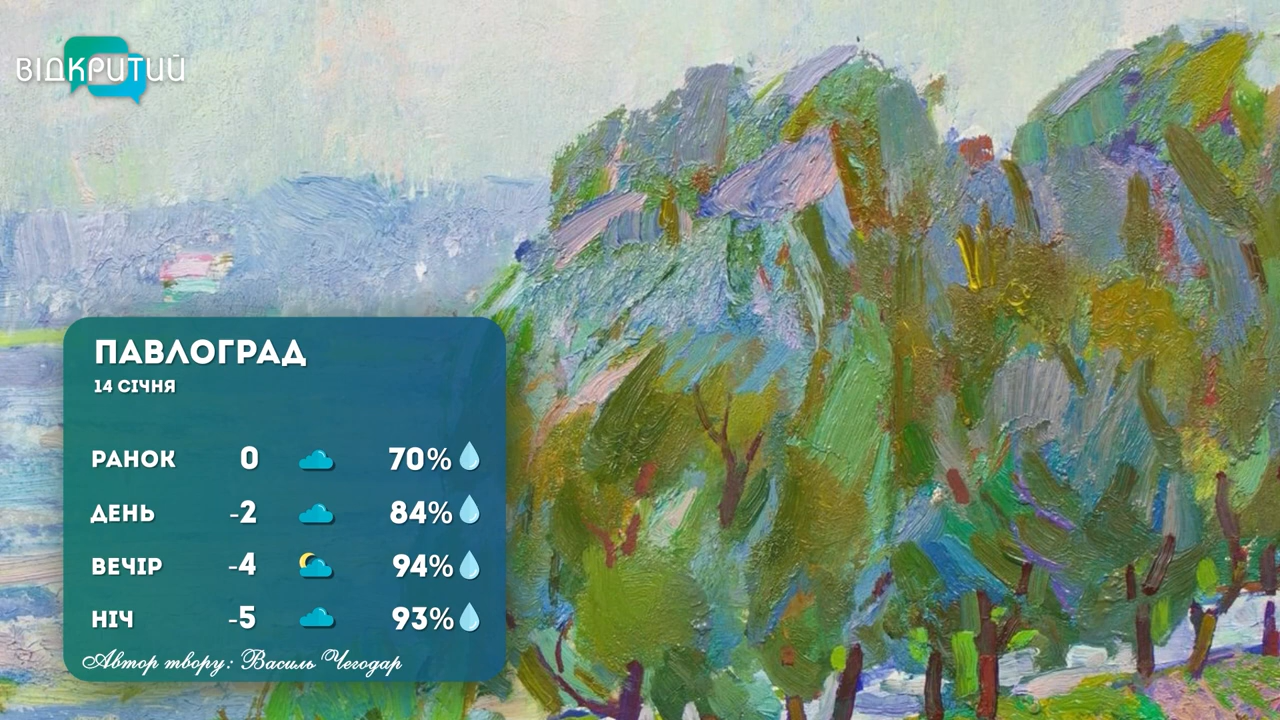 ВІДКРИТИЙ
ПАВЛОГРАД
14 СІЧНЯ
РАНОК 0 70%
ДЕНЬ -2 84%
ВЕЧІР -4 94%
НІЧ -5 93%
Автор твору: Василь Чегодар